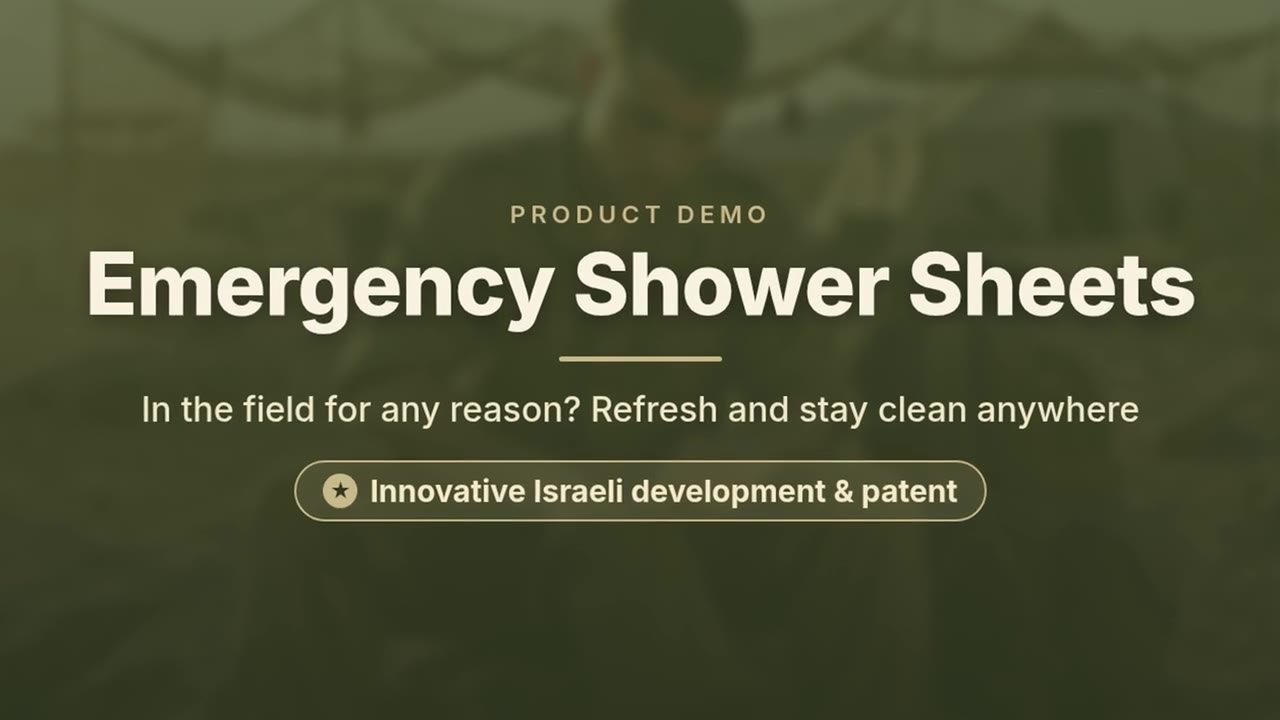 PRODUCT DEMO
Emergency Shower Sheets
In the field for any reason? Refresh and stay clean anywhere
★ Innovative Israeli development & patent